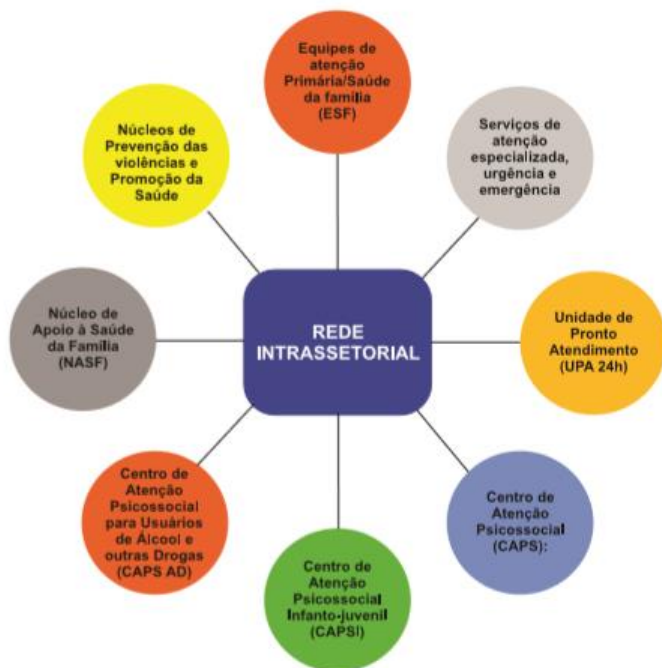 Equipes de
atenção
Primária/Saúde
da família
(ESF)
Núcleos de
Prevenção das
violências e
Promoção da
Saúde
Serviços de
atenção
especializada,
urgência e
emergência
Núcleo de
Apoio à Saúde
da Família
(NASF)
REDE
INTRASSETORIAL
Unidade de
Pronto
Atendimento
(UPA 24h)
Centro de
Atenção
Psicossocial
para Usuários
de Álcool e
outras Drogas
(CAPS AD)
Centro de
Atenção
Psicossocial
Infanto-juvenil
(CAPSI)
Centro de
Atenção
Psicossocial
(CAPS):